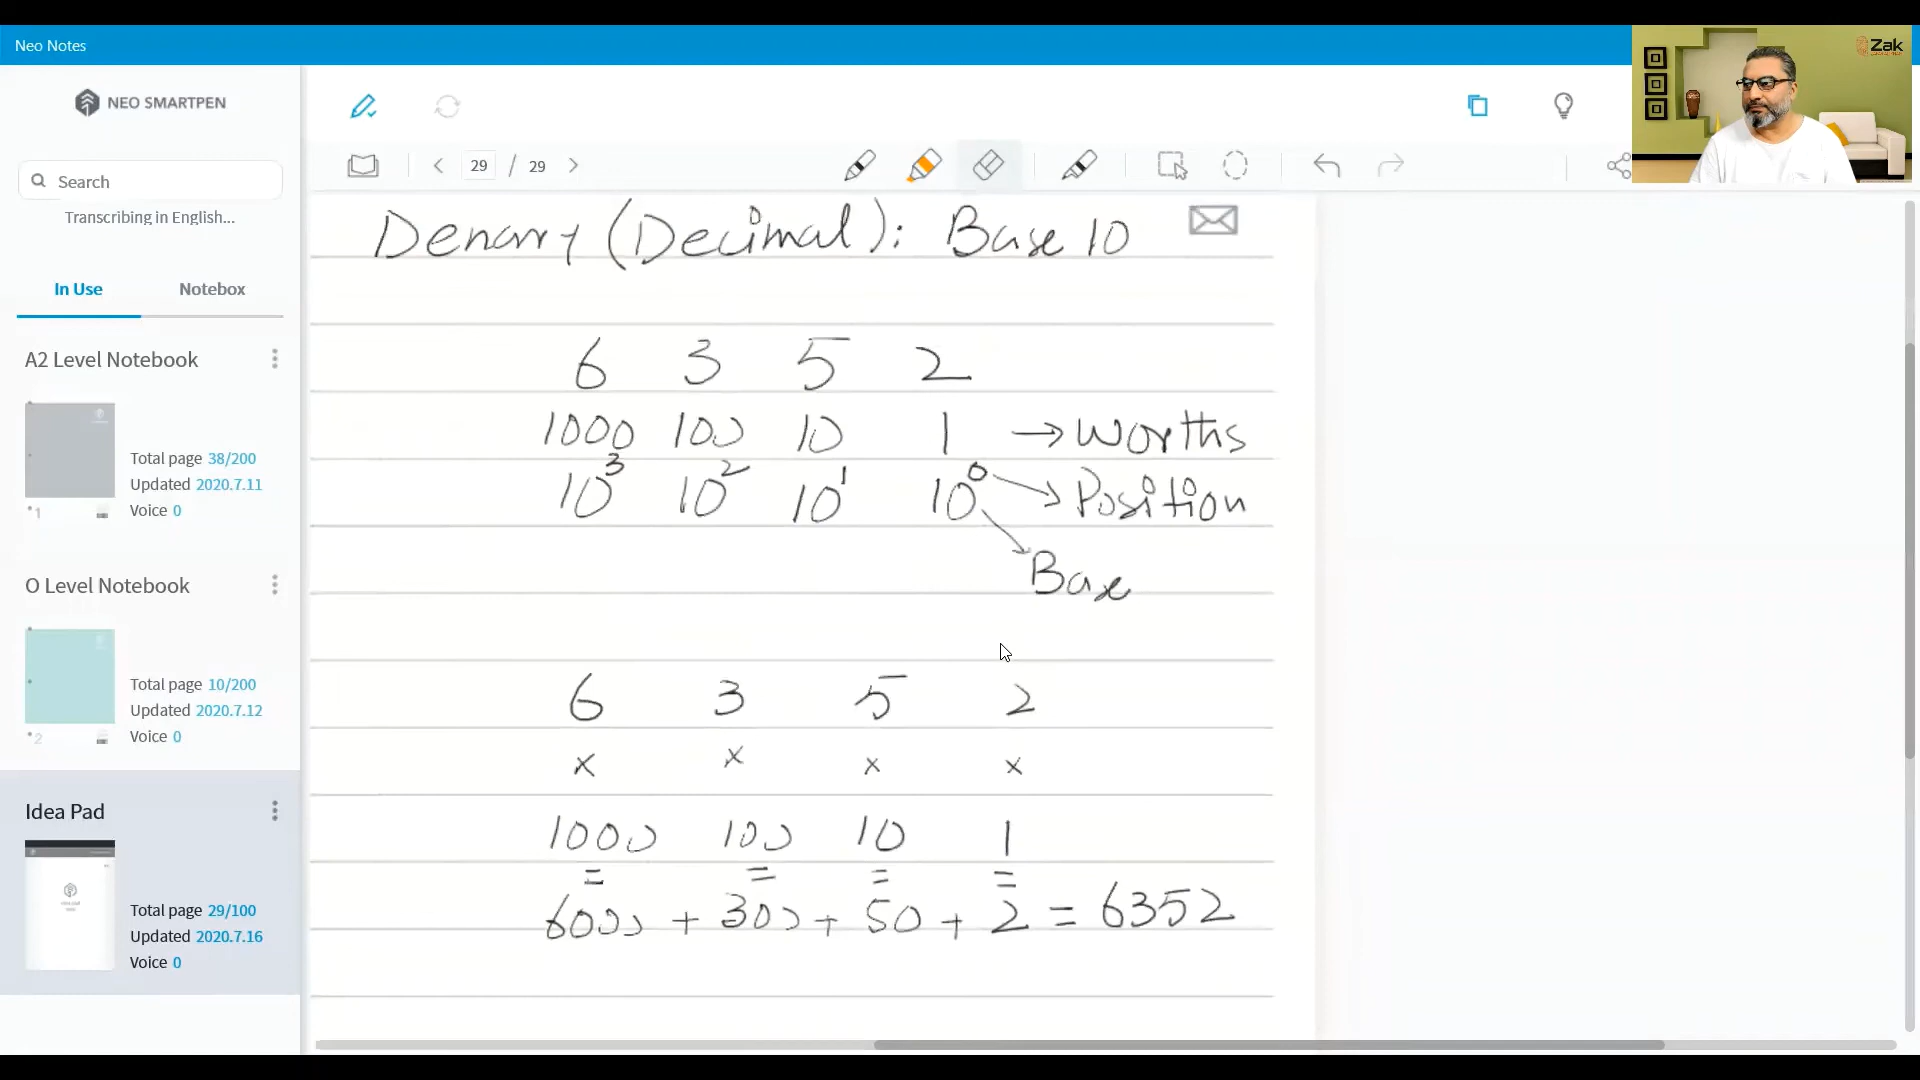 Neo Notes
Zak
NEO SMARTPEN
Search
Transcribing in English...
In Use Notebox
A2 Level Notebook
Total page 38/200
Updated 2020.7.11
Voice 0
1
O Level Notebook
Total page 10/200
Updated 2020.7.12
Voice 0
2
Idea Pad
Total page 29/100
Updated 2020.7.16
Voice 0
29 / 29
Denary (Decimal): Base 10
6 3 5 2
1000 100 10 1 → Worths
10³ 10² 10¹ 10⁰ → Position
Base
6 3 5 2
× × × ×
1000 100 10 1
= = = =
6000 + 300 + 50 + 2 = 6352